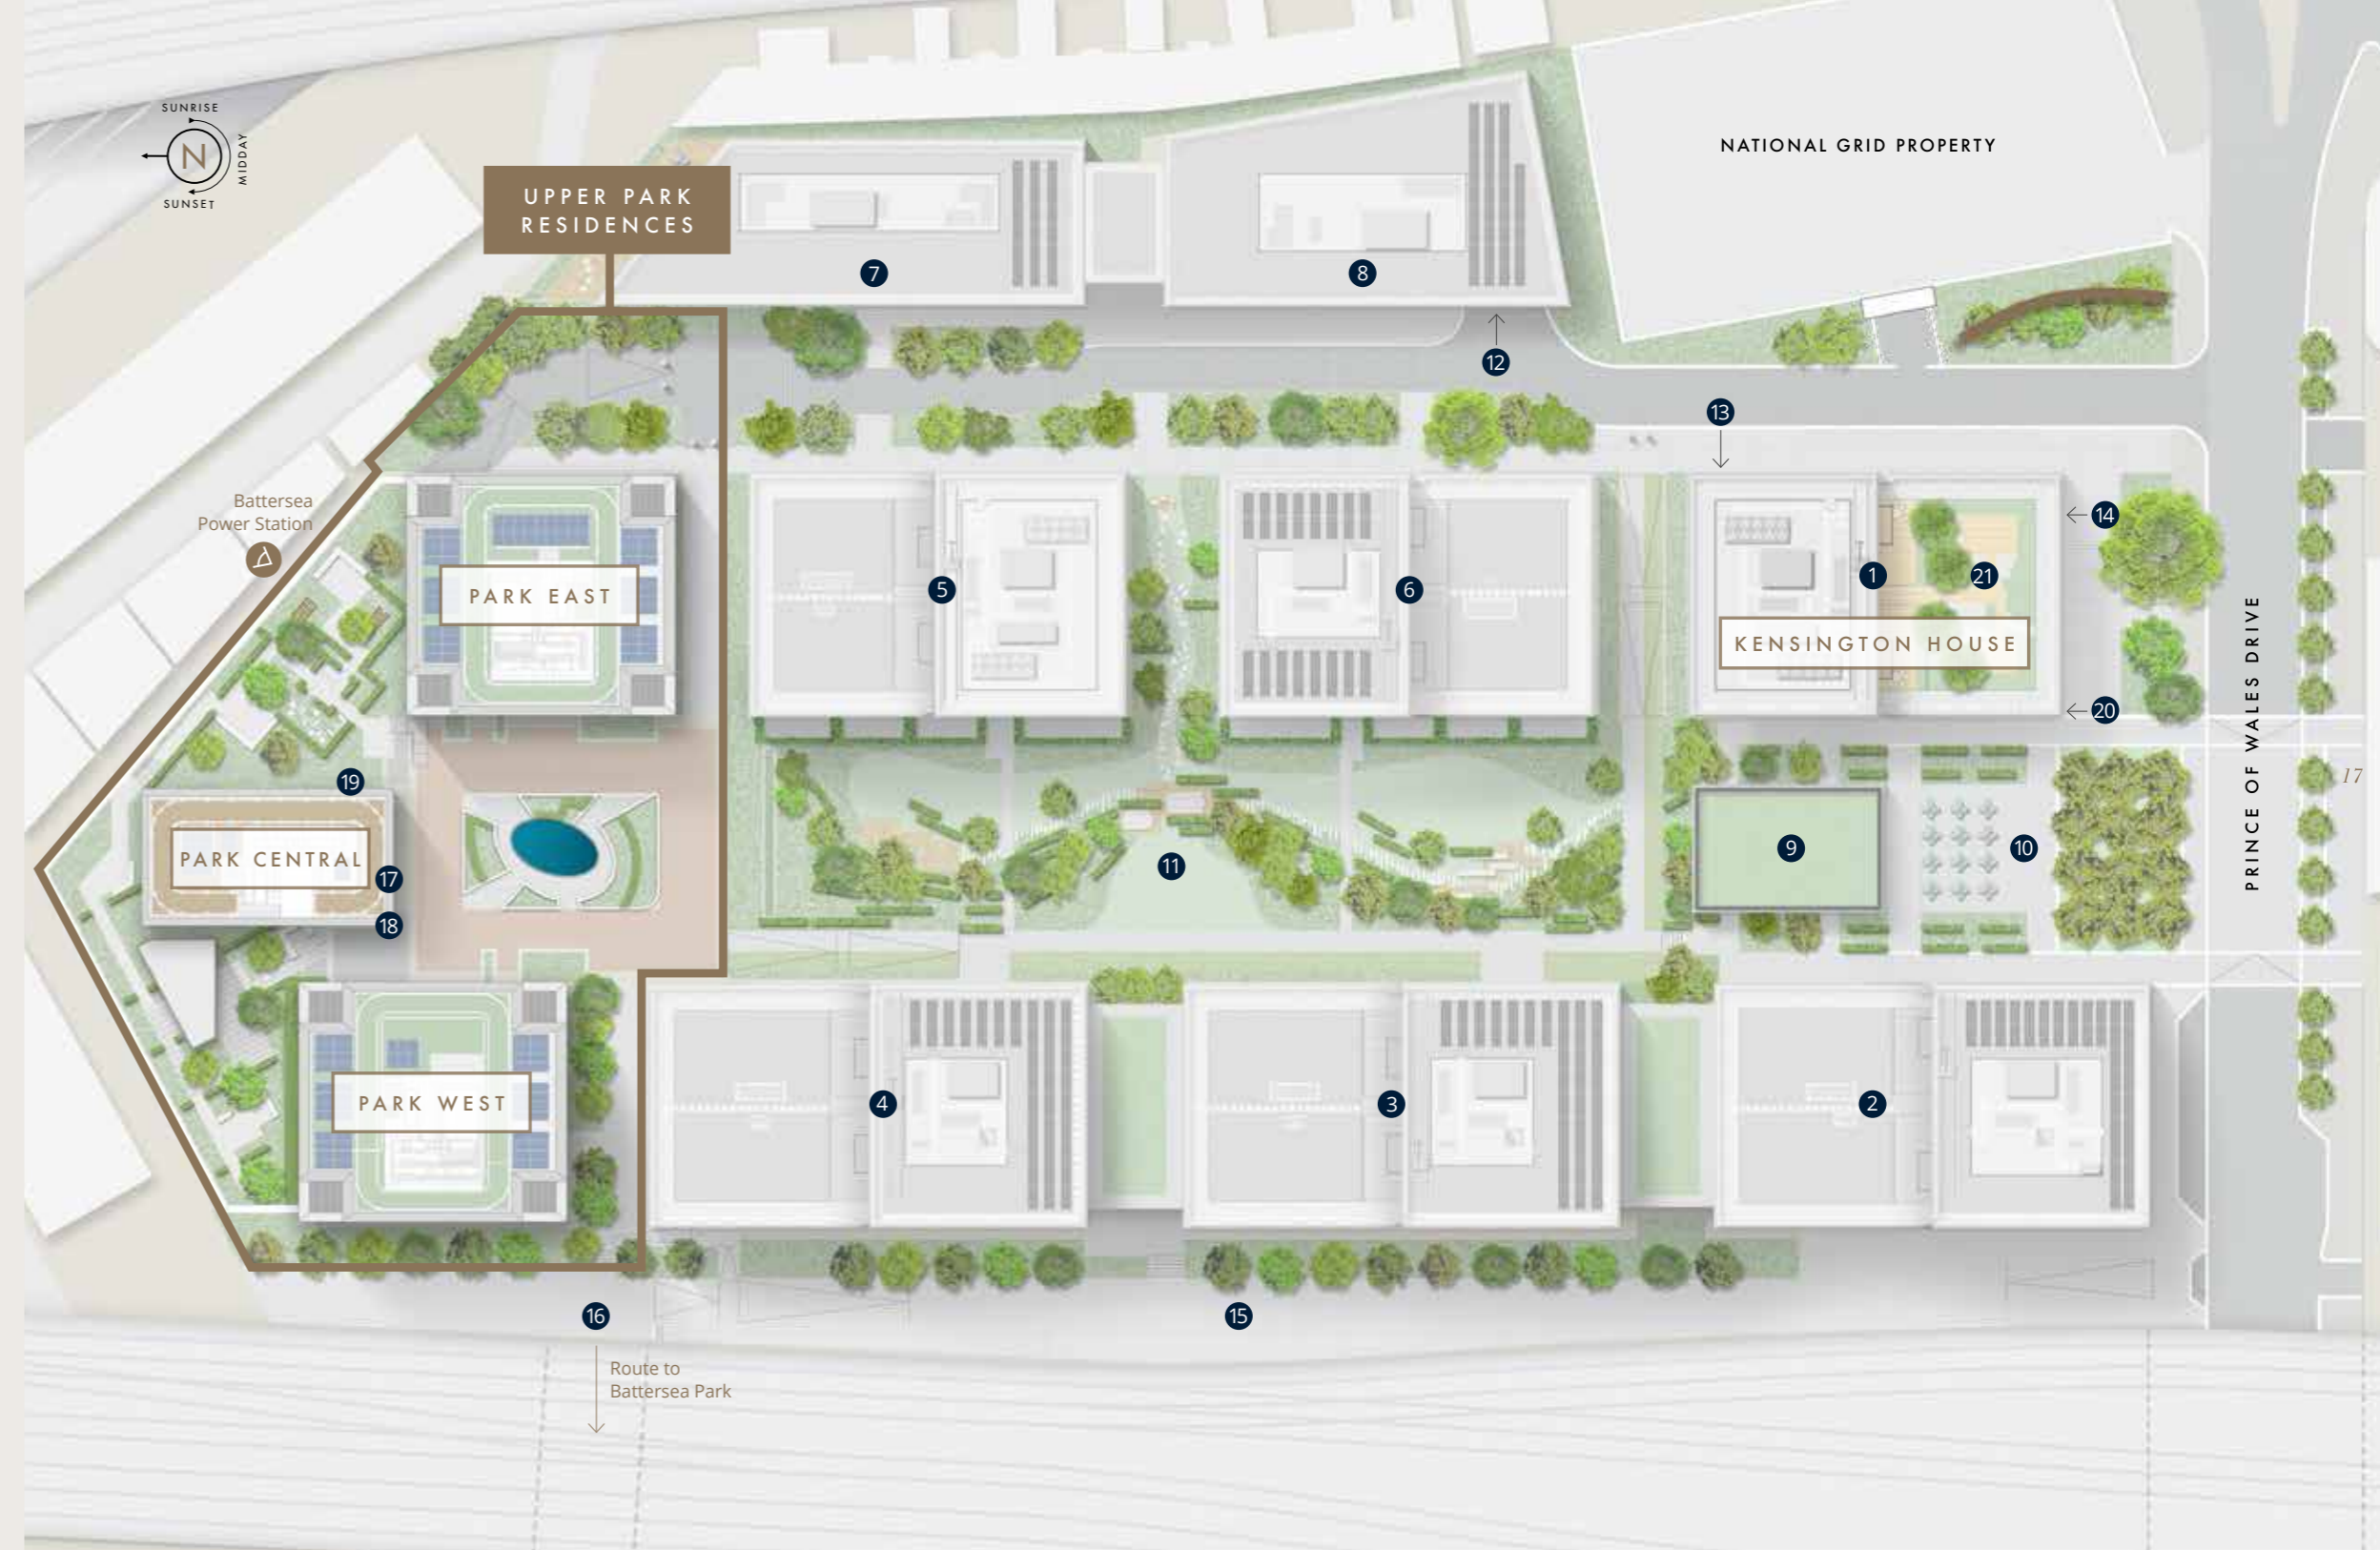 SUNRISE
N
MIDDAY
SUNSET
UPPER PARK
RESIDENCES
NATIONAL GRID PROPERTY
7
8
12
13
Battersea
Power Station
14
PARK EAST
5
6
1
21
KENSINGTON HOUSE
20
PRINCE OF WALES DRIVE
17
19
PARK CENTRAL
17
18
11
9
10
PARK WEST
4
3
2
16
15
Route to
Battersea Park